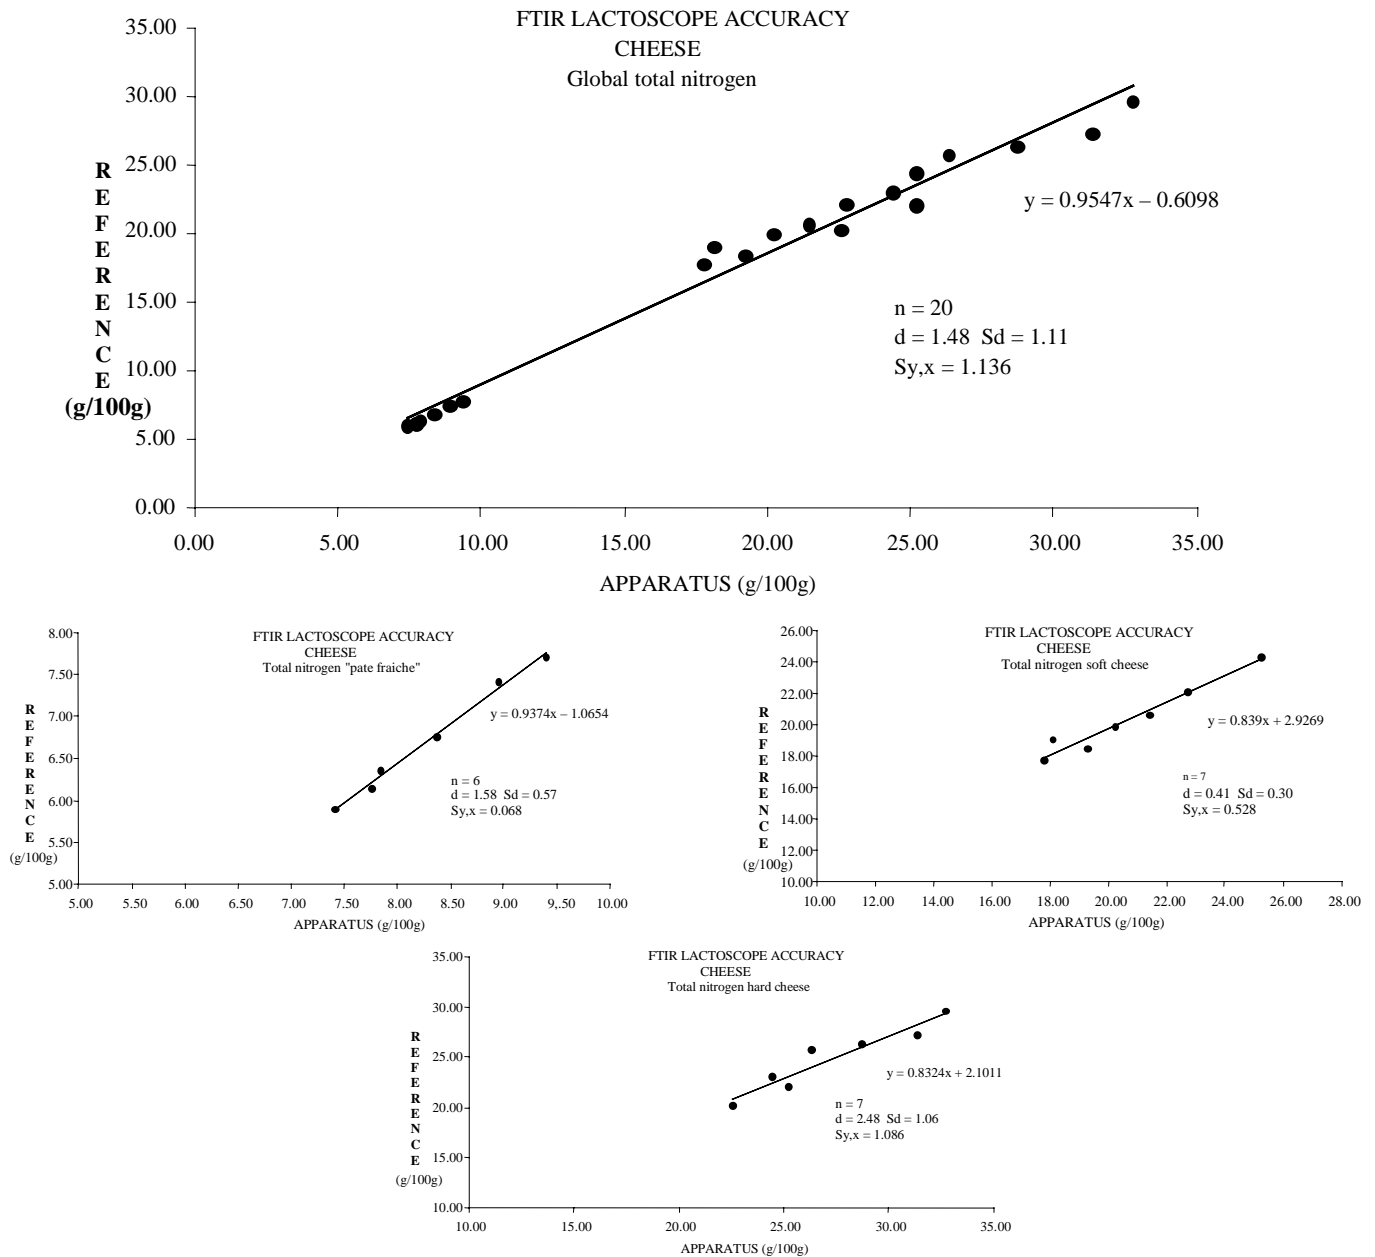 FTIR LACTOSCOPE ACCURACY
CHEESE
Global total nitrogen
35.00
30.00
25.00
20.00
15.00
10.00
5.00
0.00
REFERENCE
(g/100g)
y = 0.9547x – 0.6098
n = 20
d = 1.48 Sd = 1.11
Sy,x = 1.136
0.00 5.00 10.00 15.00 20.00 25.00 30.00 35.00
APPARATUS (g/100g)
FTIR LACTOSCOPE ACCURACY
CHEESE
Total nitrogen "pate fraiche"
8.00
7.50
7.00
6.50
6.00
5.50
5.00
REFERENCE
(g/100g)
y = 0.9374x – 1.0654
n = 6
d = 1.58 Sd = 0.57
Sy,x = 0.068
5.00 5.50 6.00 6.50 7.00 7.50 8.00 8.50 9.00 9,.50 10.00
APPARATUS (g/100g)
FTIR LACTOSCOPE ACCURACY
CHEESE
Total nitrogen soft cheese
26.00
24.00
22.00
20.00
18.00
16.00
14.00
12.00
10.00
REFERENCE
(g/100g)
y = 0.839x + 2.9269
n = 7
d = 0.41 Sd = 0.30
Sy,x = 0.528
10.00 12.00 14.00 16.00 18.00 20.00 22.00 24.00 26.00 28.00
APPARATUS (g/100g)
FTIR LACTOSCOPE ACCURACY
CHEESE
Total nitrogen hard cheese
35.00
30.00
25.00
20.00
15.00
10.00
REFERENCE
(g/100g)
y = 0.8324x + 2.1011
n = 7
d = 2.48 Sd = 1.06
Sy,x = 1.086
10.00 15.00 20.00 25.00 30.00 35.00
APPARATUS (g/100g)